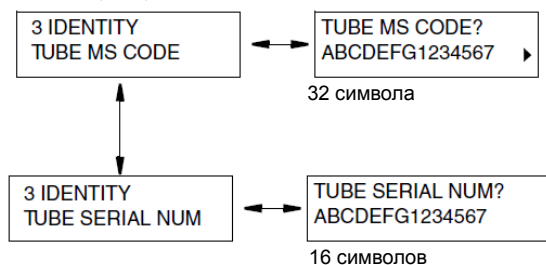 3 IDENTITY
TUBE MS CODE
TUBE MS CODE?
ABCDEFG1234567
32 символа
3 IDENTITY
TUBE SERIAL NUM
TUBE SERIAL NUM?
ABCDEFG1234567
16 символов